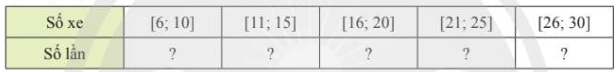 Số xe [6; 10] [11; 15] [16; 20] [21; 25] [26; 30]
Số lần ? ? ? ? ?